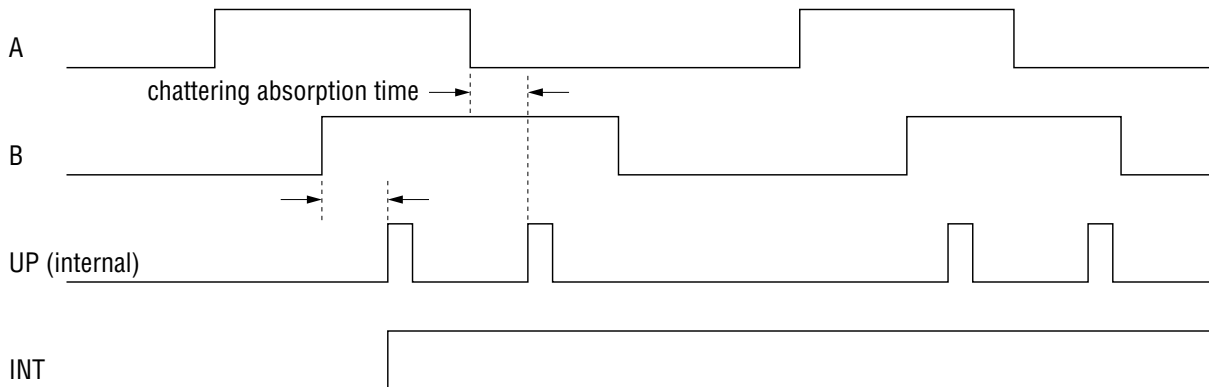 A
chattering absorption time
B
UP (internal)
INT